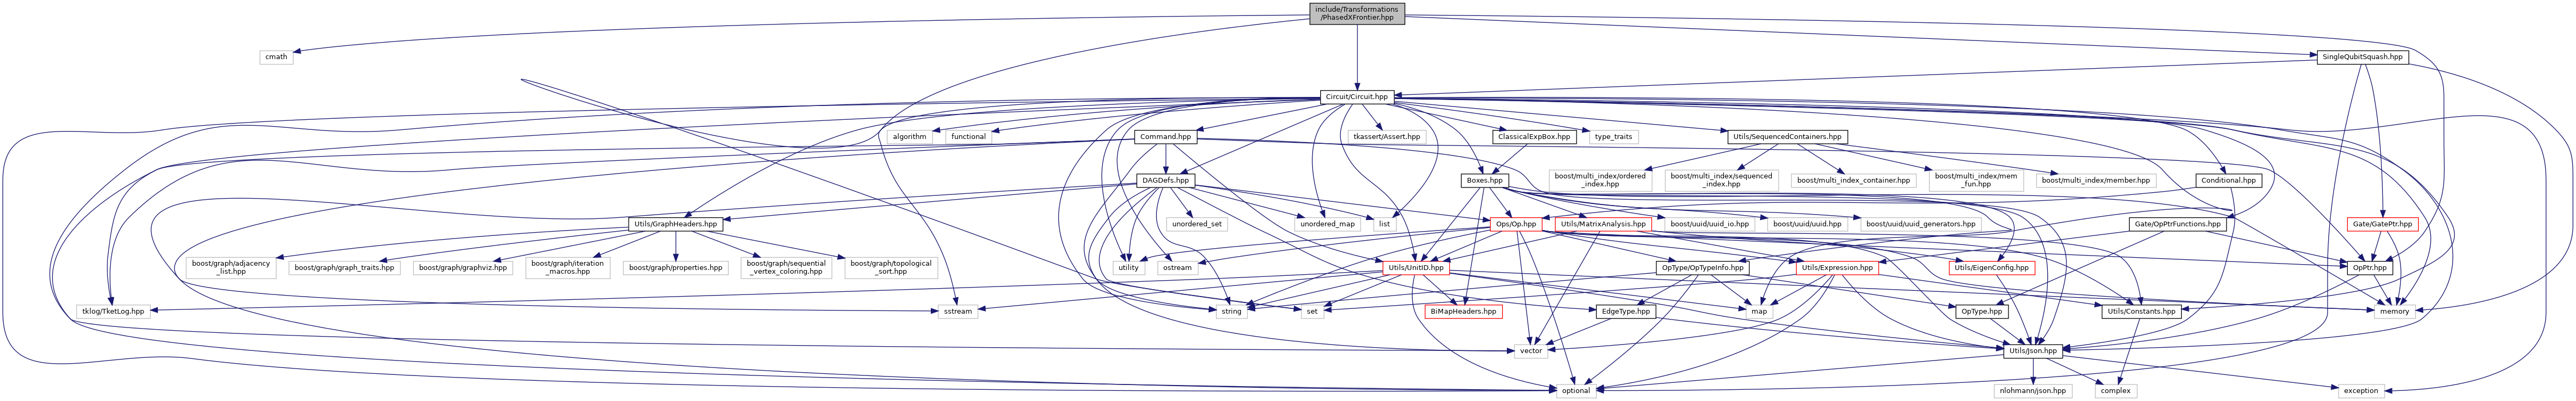 include/Transformations
/PhasedXFrontier.hpp
cmath
SingleQubitSquash.hpp
Circuit/Circuit.hpp
algorithm
functional
Command.hpp
tkassert/Assert.hpp
ClassicalExpBox.hpp
type_traits
Utils/SequencedContainers.hpp
DAGDefs.hpp
Boxes.hpp
boost/multi_index/ordered
_index.hpp
boost/multi_index/sequenced
_index.hpp
boost/multi_index_container.hpp
boost/multi_index/mem
_fun.hpp
boost/multi_index/member.hpp
Conditional.hpp
Utils/GraphHeaders.hpp
unordered_set
unordered_map
list
Ops/Op.hpp
Utils/MatrixAnalysis.hpp
boost/uuid/uuid_io.hpp
boost/uuid/uuid.hpp
boost/uuid/uuid_generators.hpp
Gate/OpPtrFunctions.hpp
Gate/GatePtr.hpp
boost/graph/adjacency
_list.hpp
boost/graph/graph_traits.hpp
boost/graph/graphviz.hpp
boost/graph/iteration
_macros.hpp
boost/graph/properties.hpp
boost/graph/sequential
_vertex_coloring.hpp
boost/graph/topological
_sort.hpp
utility
ostream
Utils/UnitID.hpp
OpType/OpTypeInfo.hpp
Utils/Expression.hpp
Utils/EigenConfig.hpp
OpPtr.hpp
tklog/TketLog.hpp
sstream
string
set
BiMapHeaders.hpp
EdgeType.hpp
map
OpType.hpp
Utils/Constants.hpp
memory
vector
Utils/Json.hpp
optional
nlohmann/json.hpp
complex
exception